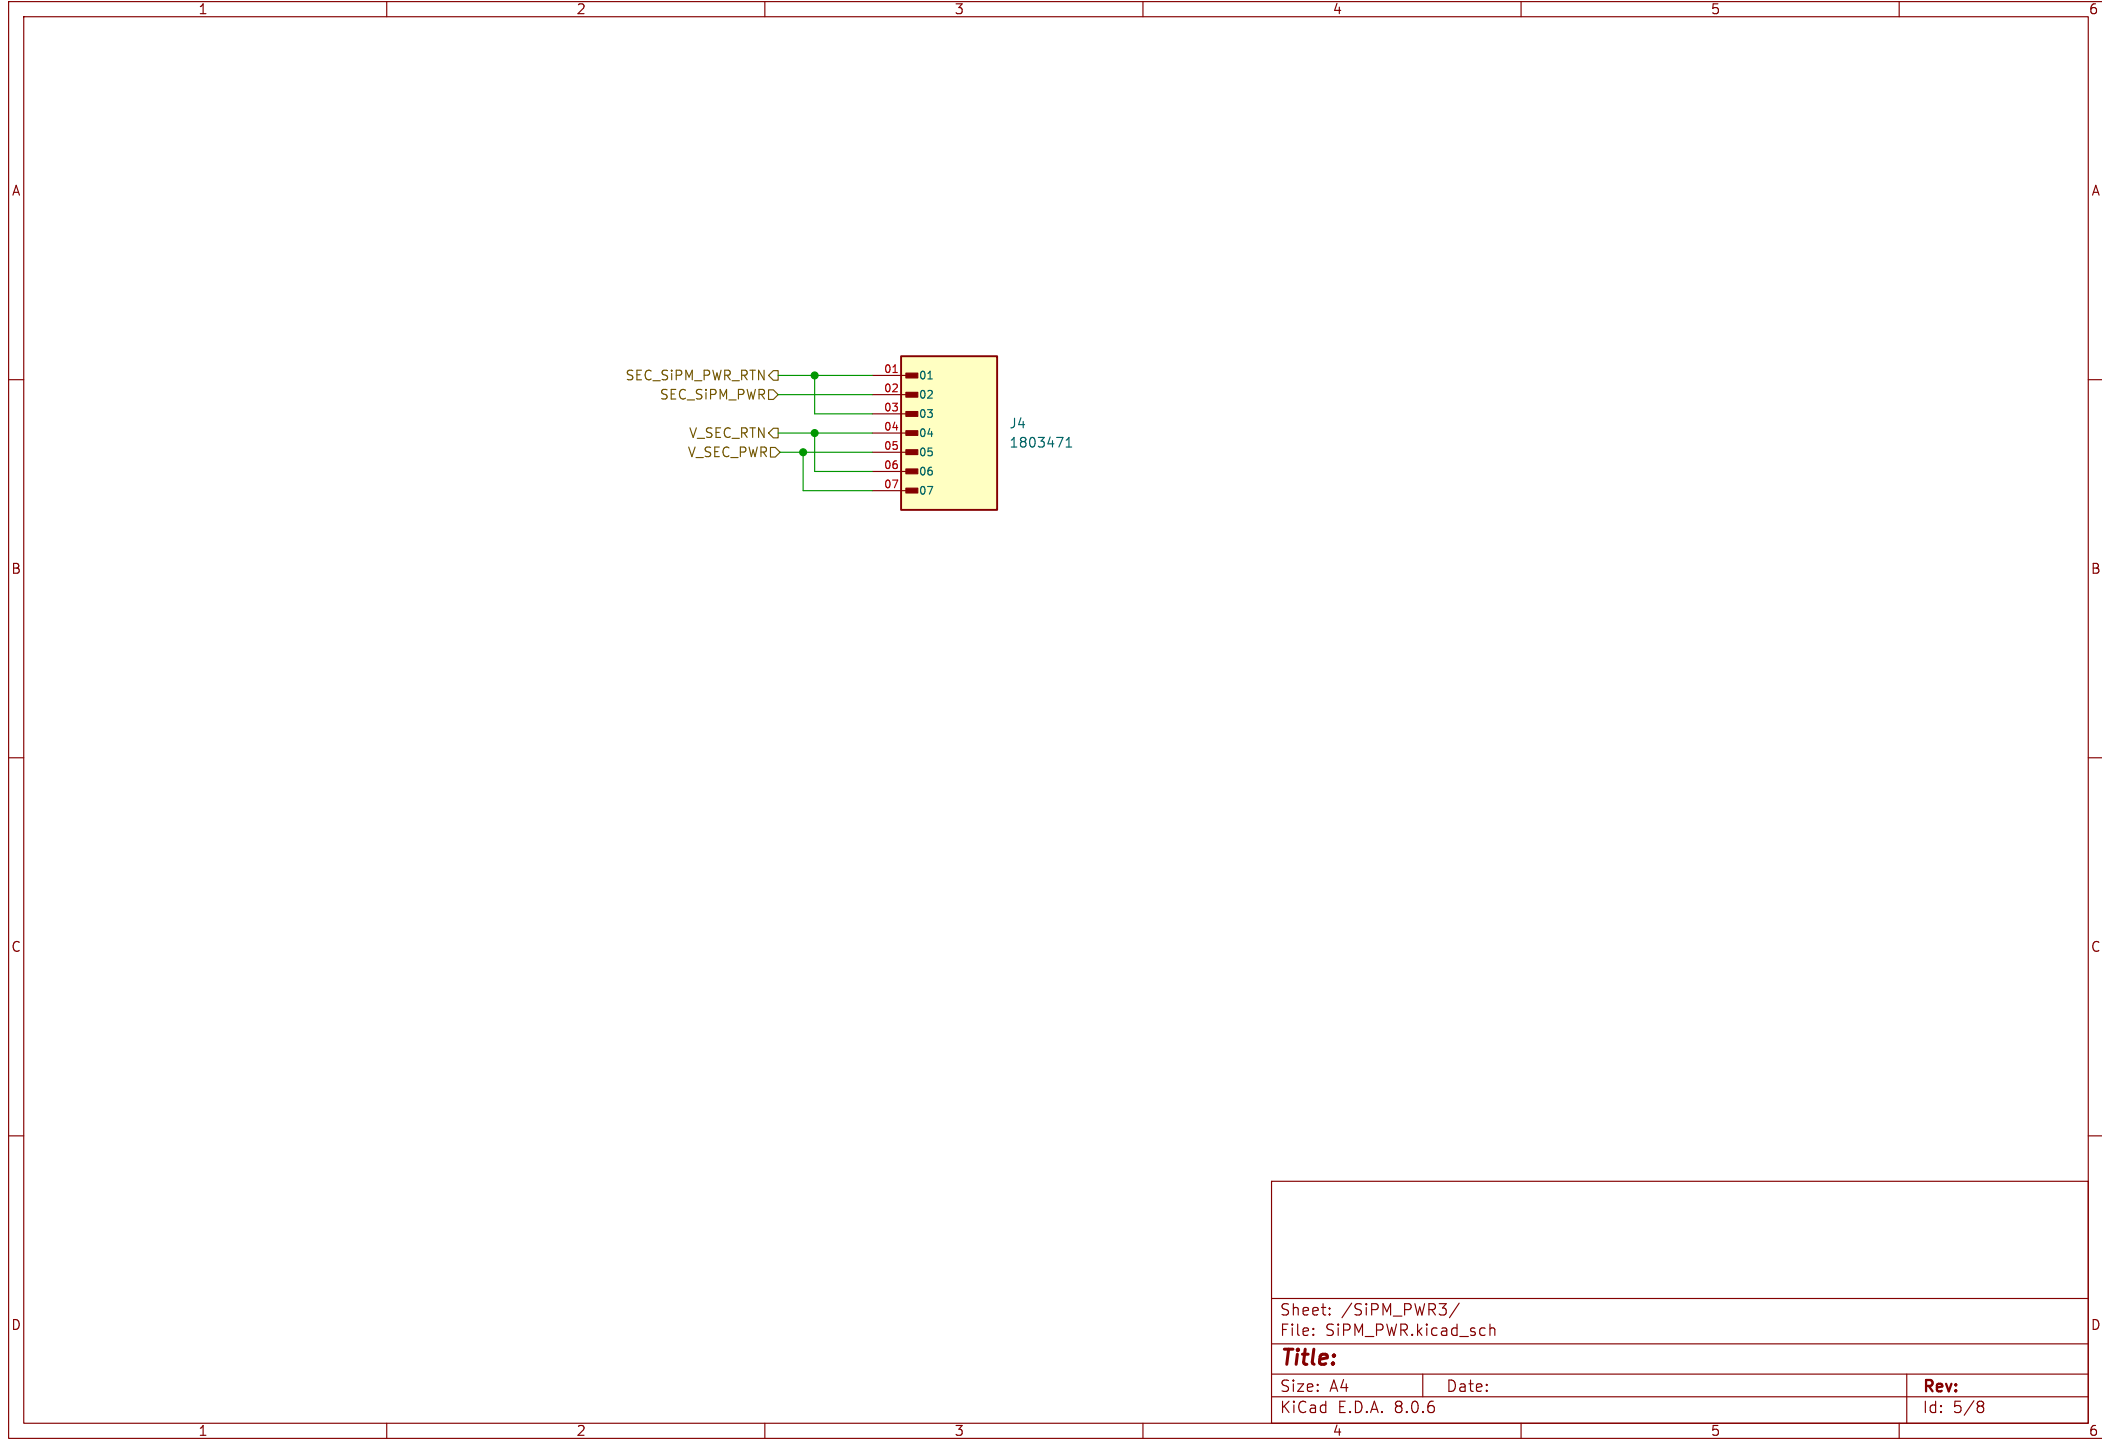 1 2 3 4 5 6
A A
SEC_SiPM_PWR_RTN 01 01
SEC_SiPM_PWR 02 02
03 03
J4
V_SEC_RTN 04 04
1803471
V_SEC_PWR 05 05
06 06
07 07
B B
C C
Sheet: /SiPM_PWR3/
D D
File: SiPM_PWR.kicad_sch
Title:
Size: A4 Date: Rev:
KiCad E.D.A. 8.0.6 Id: 5/8
1 2 3 4 5 6